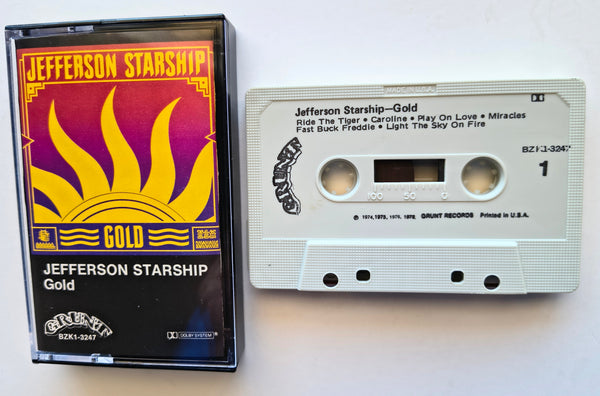 JEFFERSON STARSHIP
GOLD
JEFFERSON STARSHIP
Gold
GRUNT
BZK1-3247
DOLBY SYSTEM®
MADE IN U.S.A.
Jefferson Starship—Gold
Ride The Tiger • Caroline • Play On Love • Miracles
Fast Buck Freddie • Light The Sky On Fire
BZK1-3247
1
GRUNT
100 50 0
℗ 1974, 1975, 1976, 1978, GRUNT RECORDS Printed in U.S.A.